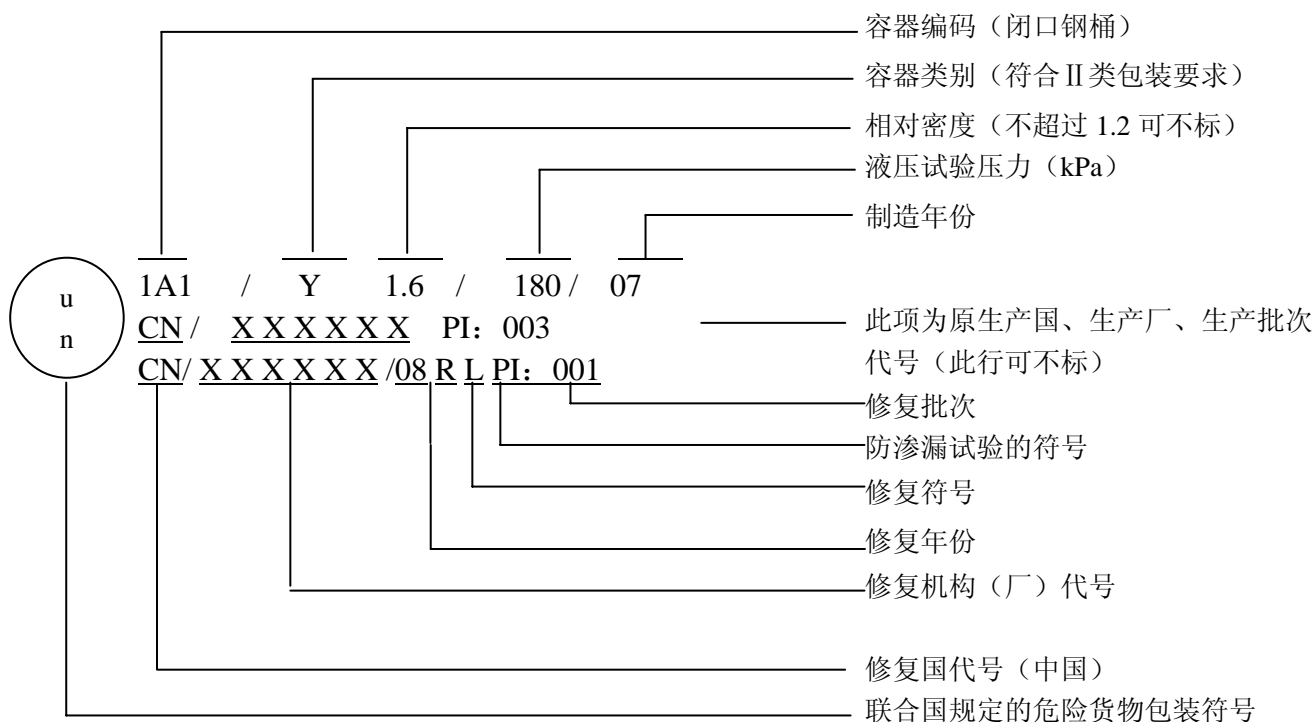 容器编码（闭口钢桶）
容器类别（符合Ⅱ类包装要求）
相对密度（不超过 1.2 可不标）
液压试验压力（kPa）
制造年份
u
n
1A1 / Y 1.6 / 180 / 07
CN / X X X X X X PI：003
CN/ X X X X X X /08 R L PI：001
此项为原生产国、生产厂、生产批次
代号（此行可不标）
修复批次
防渗漏试验的符号
修复符号
修复年份
修复机构（厂）代号
修复国代号（中国）
联合国规定的危险货物包装符号